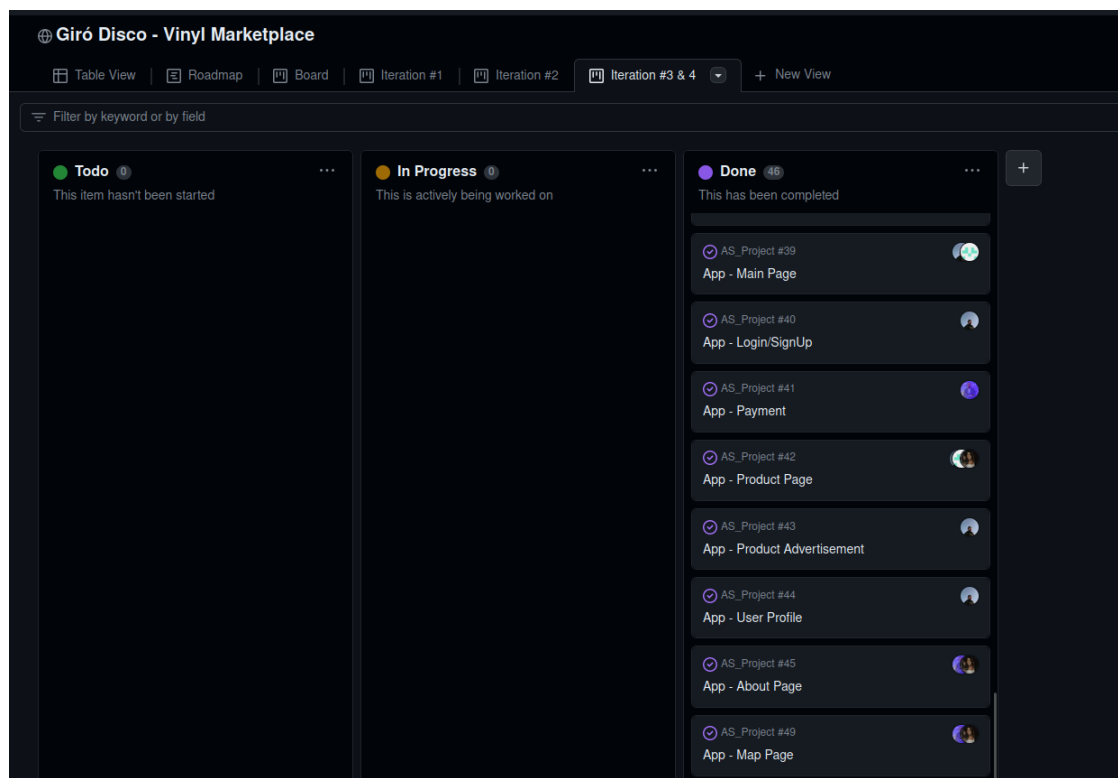 Giró Disco - Vinyl Marketplace
Table View
Roadmap
Board
Iteration #1
Iteration #2
Iteration #3 & 4
New View
Filter by keyword or by field
Todo 0
This item hasn't been started
In Progress 0
This is actively being worked on
Done 46
This has been completed
AS_Project #39
App - Main Page
AS_Project #40
App - Login/SignUp
AS_Project #41
App - Payment
AS_Project #42
App - Product Page
AS_Project #43
App - Product Advertisement
AS_Project #44
App - User Profile
AS_Project #45
App - About Page
AS_Project #49
App - Map Page